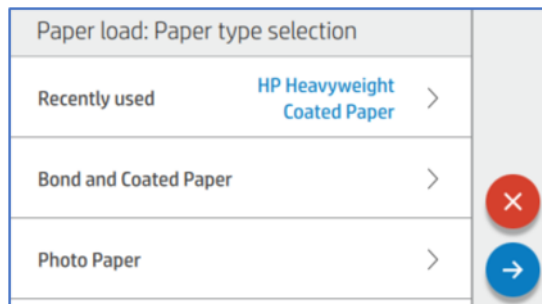 Paper load: Paper type selection
Recently used
HP Heavyweight
Coated Paper
Bond and Coated Paper
Photo Paper